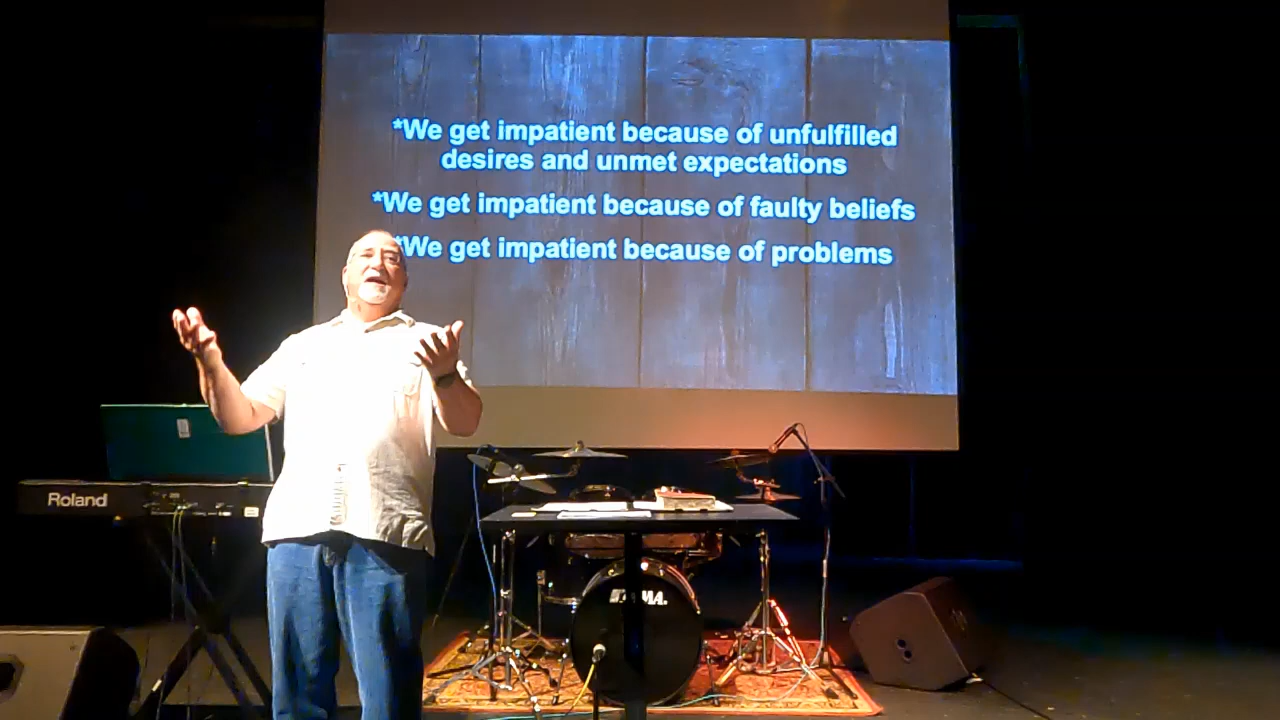 *We get impatient because of unfulfilled
desires and unmet expectations
*We get impatient because of faulty beliefs
*We get impatient because of problems
Roland
TAMA